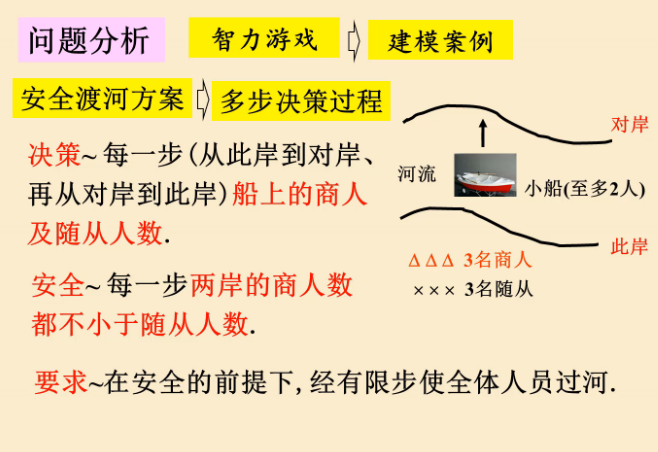 问题分析
智力游戏
建模案例
安全渡河方案
多步决策过程
决策~ 每一步 (从此岸到对岸、
再从对岸到此岸) 船上的商人
及随从人数.
安全~ 每一步两岸的商人数
都不小于随从人数.
对岸
河流
小船(至多2人)
此岸
Δ Δ Δ 3名商人
××× 3名随从
要求~在安全的前提下, 经有限步使全体人员过河.